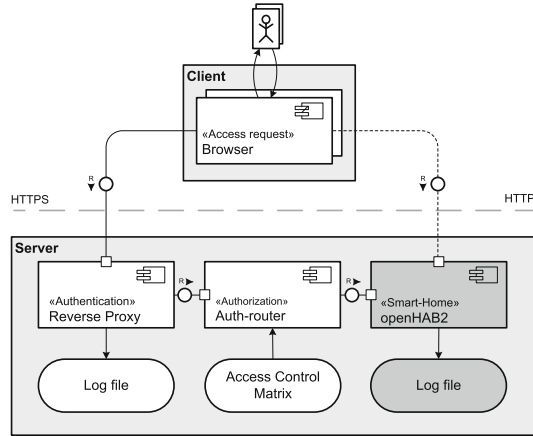 Client
«Access request»
Browser
R
R
HTTPS
HTTP
Server
«Authentication»
Reverse Proxy
R
«Authorization»
Auth-router
R
«Smart-Home»
openHAB2
Log file
Access Control
Matrix
Log file